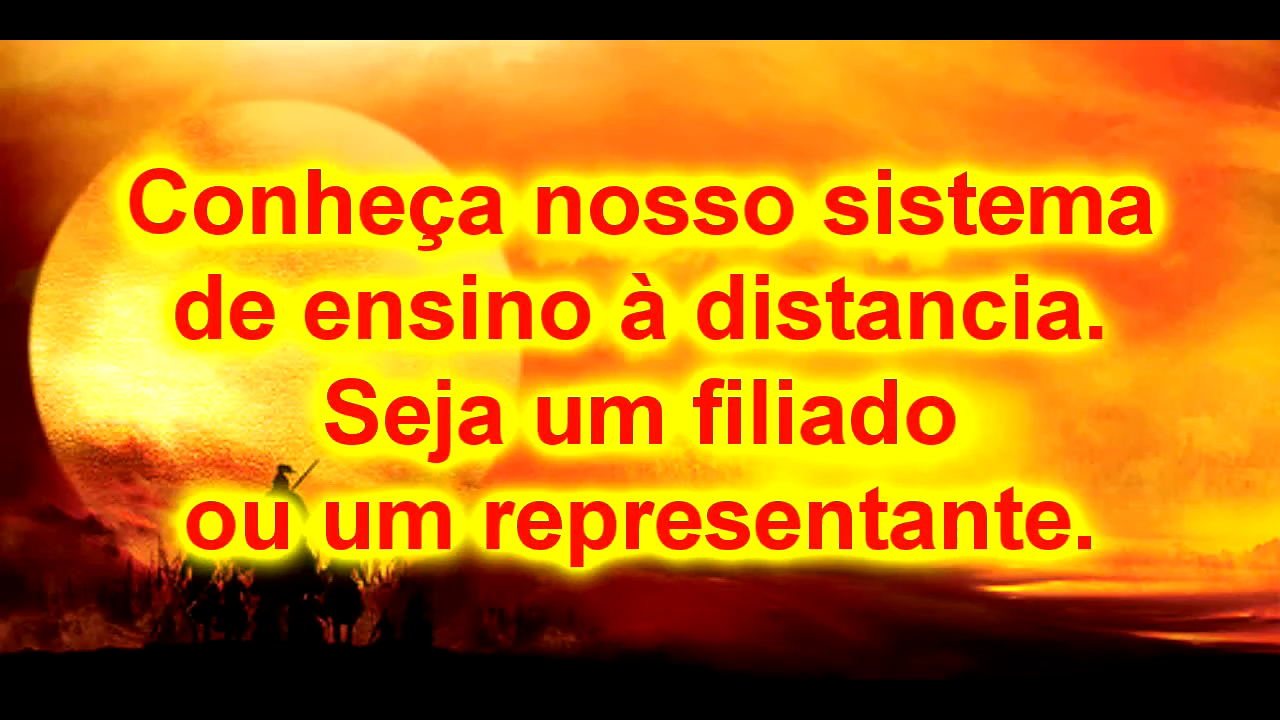 Conheça nosso sistema
de ensino à distancia.
Seja um filiado
ou um representante.